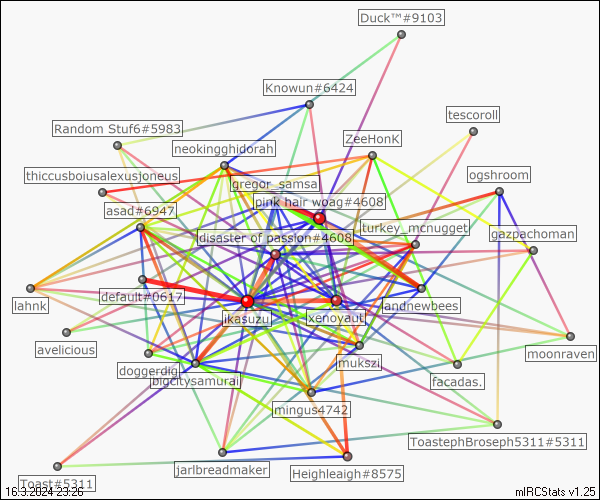 Duck™#9103
Knowun#6424
tescoroll
Random Stuf6#5983
ZeeHonK
neokingghidorah
thiccusboiusalexusjoneus
gregor_samsa
ogshroom
pink hair woag#4608
asad#6947
turkey_mcnugget
gazpachoman
disaster of passion#4608
lahnk
default#0617
landnewbees
ikasuzu
xenoyaut
avelicious
moonraven
doggerdig
mukszi
bigcitysamurai
facadas.
mingus4742
ToastephBroseph5311#5311
jarlbreadmaker
Heighleaigh#8575
Toast#5311
16.3.2024 23:26
mIRCStats v1.25